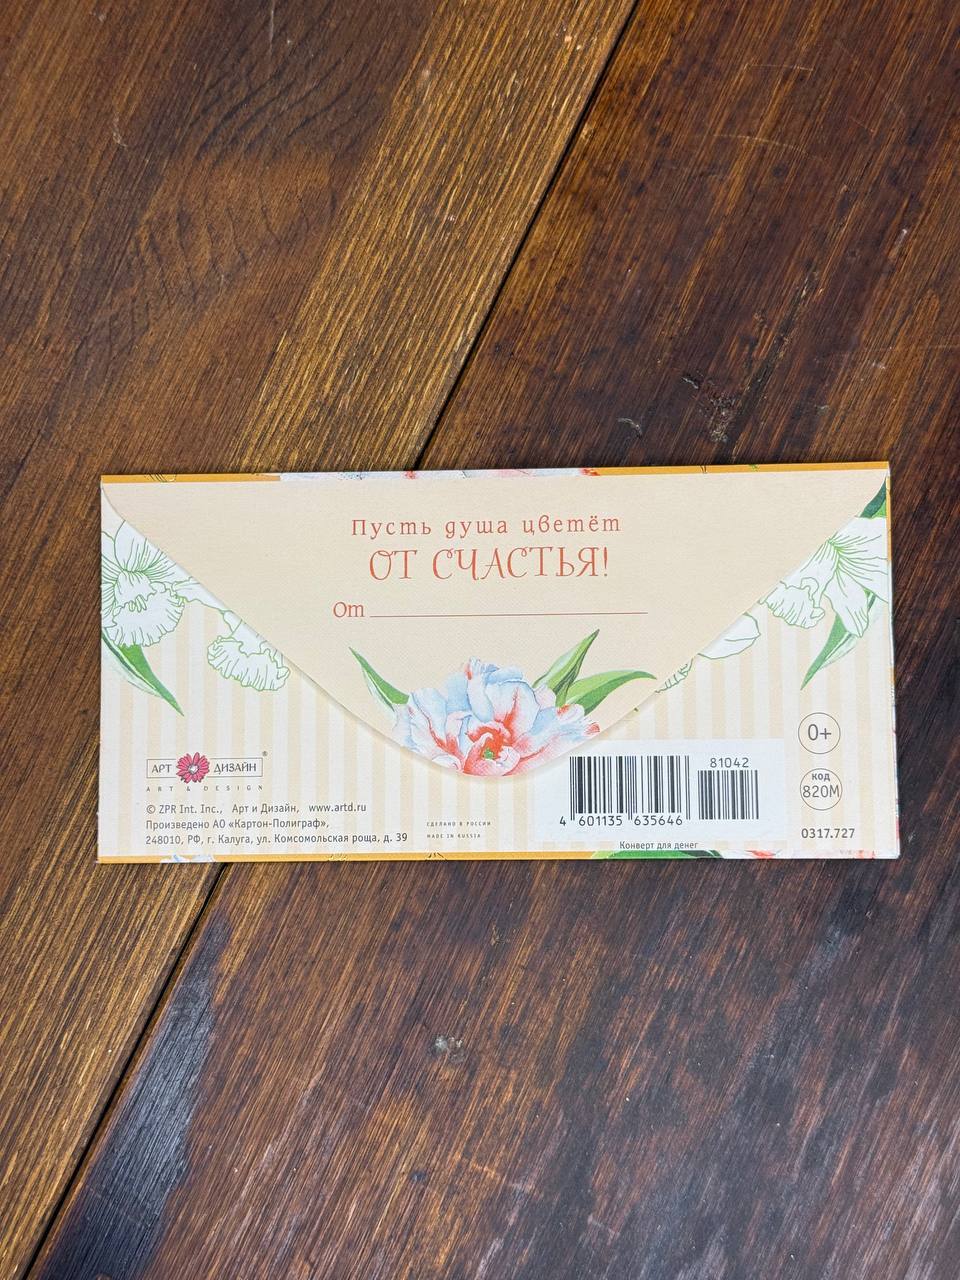 Пусть душа цветёт
ОТ СЧАСТЬЯ!
От
АРТ ДИЗАЙН ®
ART & DESIGN
© ZPR Int. Inc., Арт и Дизайн, www.artd.ru
Произведено АО «Картон-Полиграф»,
248010, РФ, г. Калуга, ул. Комсомольская роща, д. 39
СДЕЛАНО В РОССИИ
MADE IN RUSSIA
81042
4 601135 635646
Конверт для денег
0+
код
820М
0317.727